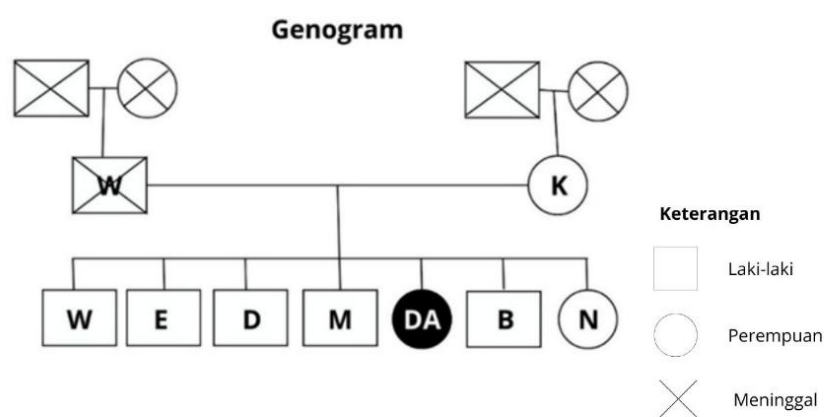 Genogram
W
K
W E D M DA B N
Keterangan
Laki-laki
Perempuan
Meninggal